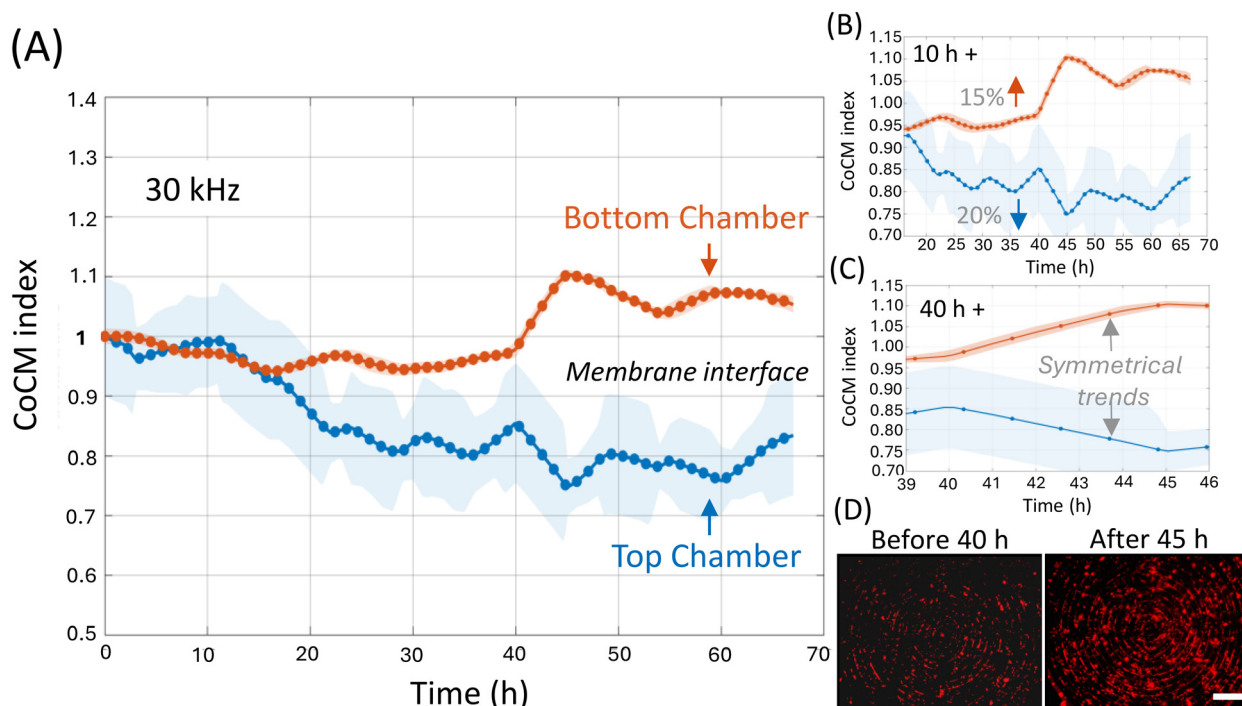 (A)
CoCM index
1.4
1.3
1.2
1.1
1
0.9
0.8
0.7
0.6
0.5
30 kHz
Bottom Chamber
Membrane interface
Top Chamber
0 10 20 30 40 50 60 70
Time (h)
(B)
CoCM index
1.15
1.10
1.05
1.00
0.95
0.90
0.85
0.80
0.75
0.70
10 h +
15%
20%
20 25 30 35 40 45 50 55 60 65 70
Time (h)
(C)
CoCM index
1.15
1.10
1.05
1.00
0.95
0.90
0.85
0.80
0.75
0.70
40 h +
Symmetrical
trends
39 40 41 42 43 44 45 46
Time (h)
(D)
Before 40 h
After 45 h